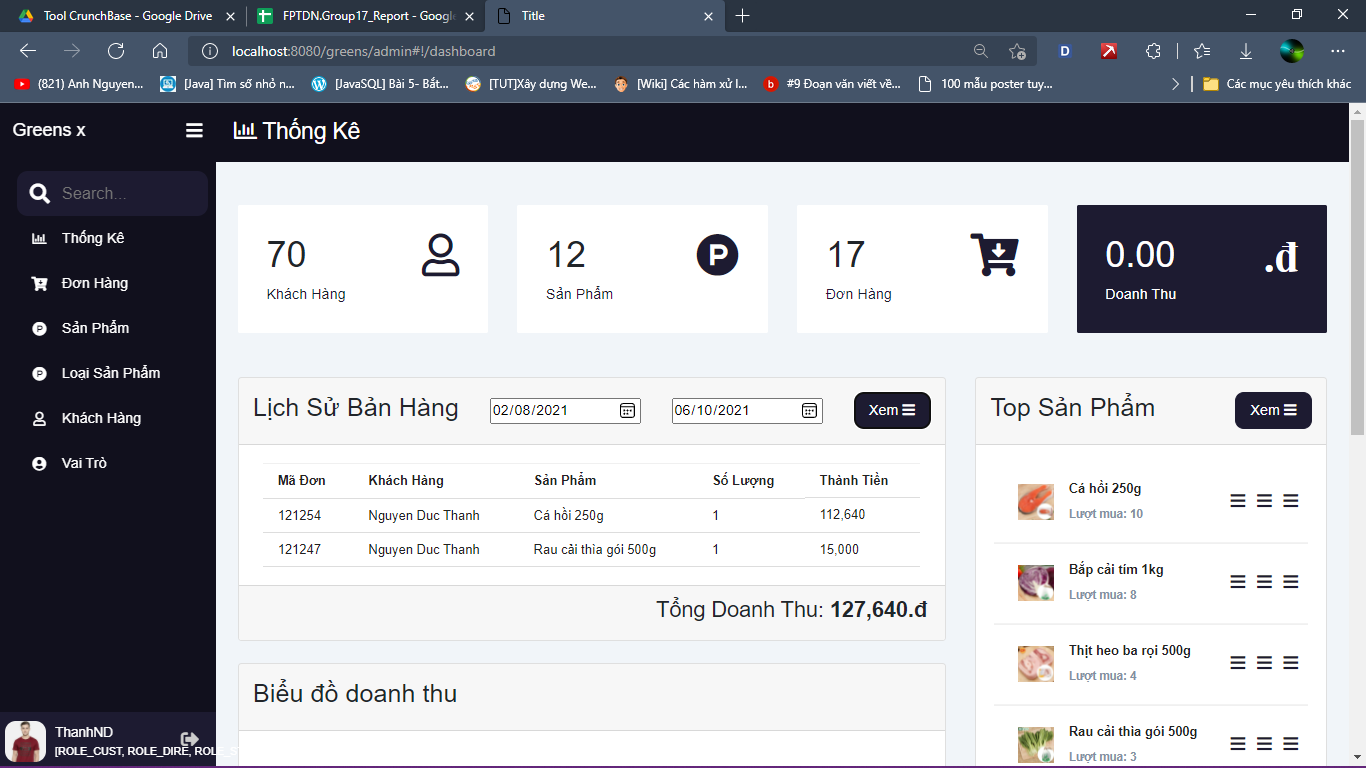 Tool CrunchBase - Google Drive
FPTDN.Group17_Report - Google
Title
localhost:8080/greens/admin#!/dashboard
(821) Anh Nguyen...
[Java] Tìm số nhỏ n...
[JavaSQL] Bài 5- Bắt...
[TUT]Xây dựng We...
[Wiki] Các hàm xử l...
#9 Đoạn văn viết về...
100 mẫu poster tuy...
Các mục yêu thích khác
Greens x
Thống Kê
Search...
Thống Kê
Đơn Hàng
Sản Phẩm
Loại Sản Phẩm
Khách Hàng
Vai Trò
ThanhND
[ROLE_CUST, ROLE_DIRE, ROLE_S
70
Khách Hàng
12
Sản Phẩm
17
Đơn Hàng
0.00
.đ
Doanh Thu
Lịch Sử Bản Hàng 02/08/2021 06/10/2021 Xem
Mã Đơn Khách Hàng Sản Phẩm Số Lượng Thành Tiền
121254 Nguyen Duc Thanh Cá hồi 250g 1 112,640
121247 Nguyen Duc Thanh Rau cải thìa gói 500g 1 15,000
Tổng Doanh Thu: 127,640.đ
Biểu đồ doanh thu
Top Sản Phẩm Xem
Cá hồi 250g
Lượt mua: 10
Bắp cải tím 1kg
Lượt mua: 8
Thịt heo ba rọi 500g
Lượt mua: 4
Rau cải thìa gói 500g
Lượt mua: 3